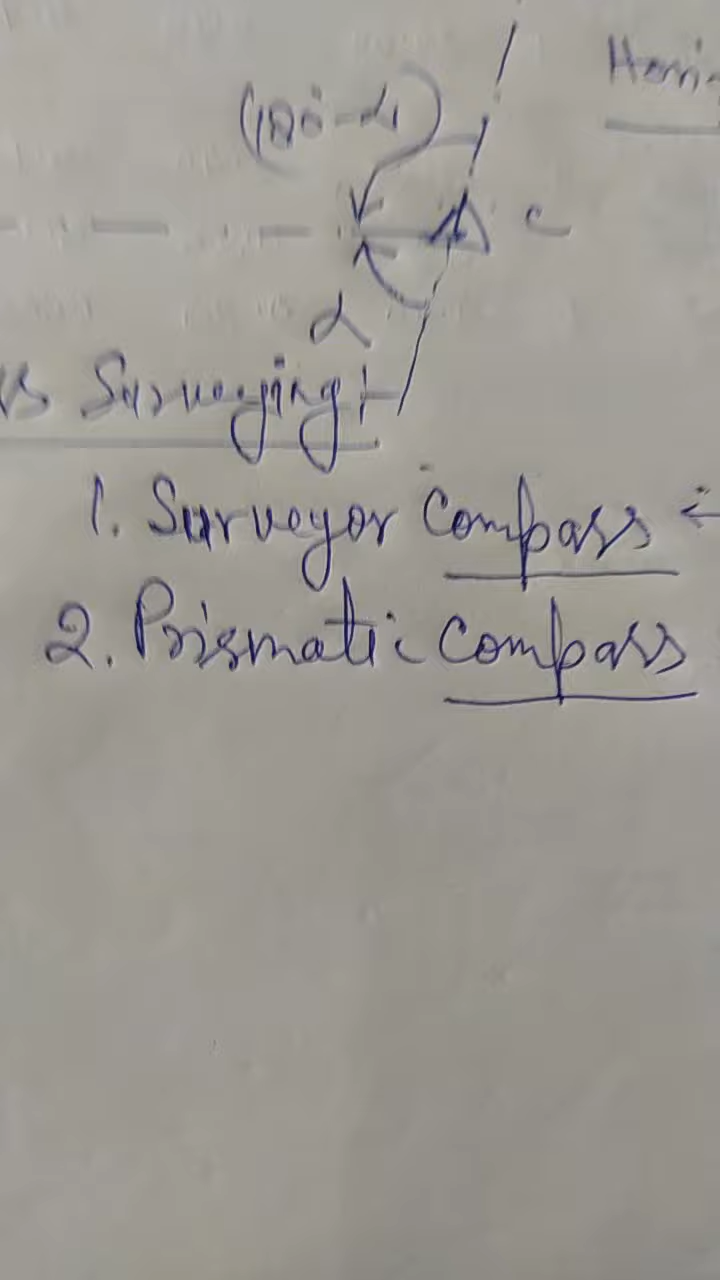 (180°-α)
c
α
Surveying:-
1. Surveyor Compass :-
2. Prismatic Compass